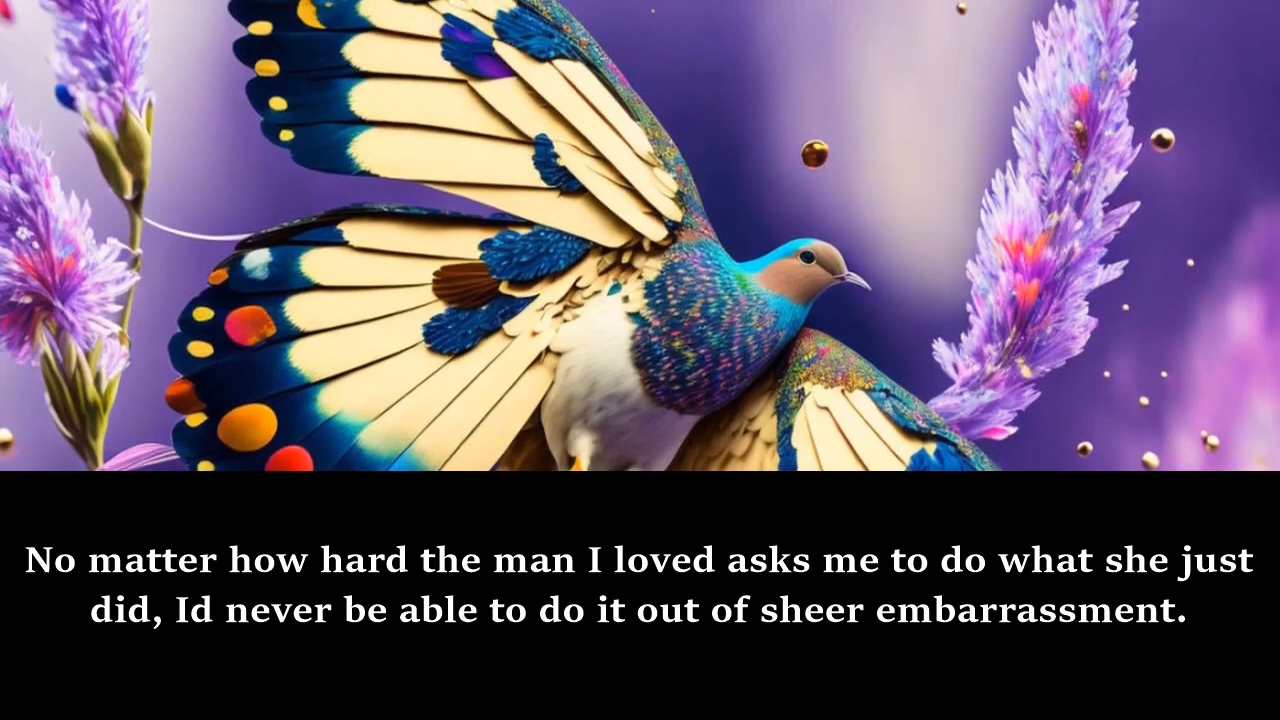 No matter how hard the man I loved asks me to do what she just
did, Id never be able to do it out of sheer embarrassment.